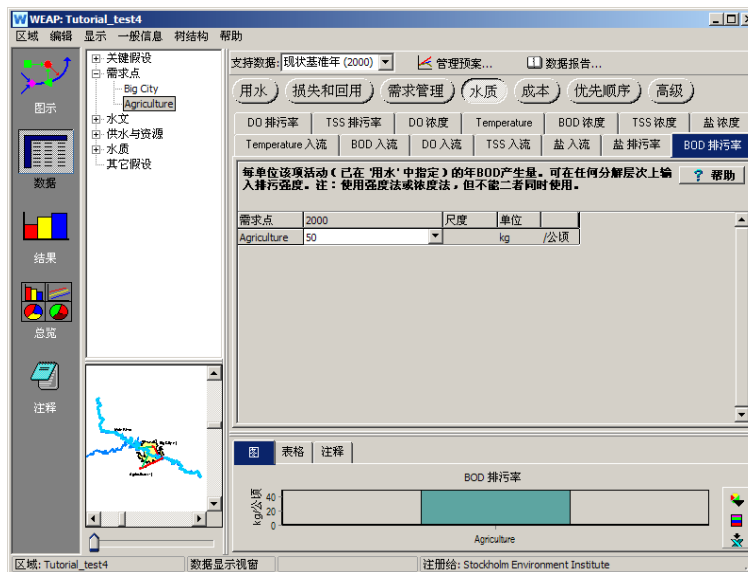 WEAP: Tutorial_test4
区域 编辑 显示 一般信息 树结构 帮助
图示
数据
结果
总览
注释
关键假设
需求点
Big City
Agriculture
水文
供水与资源
水质
其它假设
支持数据: 现状基准年 (2000) 管理预案... 数据报告...
用水 损失和回用 需求管理 水质 成本 优先顺序 高级
DO 排污率 TSS 排污率 DO 浓度 Temperature BOD 浓度 TSS 浓度 盐 浓度
Temperature 入流 BOD 入流 DO 入流 TSS 入流 盐 入流 盐 排污率 BOD 排污率
每单位该项活动(已在 '用水' 中指定)的年BOD产生量。可在任何分解层次上输
入排污强度。注:使用强度法或浓度法,但不能二者同时使用。
? 帮助
需求点 2000 尺度 单位
Agriculture 50 kg /公顷
图 表格 注释
BOD 排污率
kg/公顷
40
20
0
Agriculture
区域: Tutorial_test4 数据显示视窗 注册给: Stockholm Environment Institute